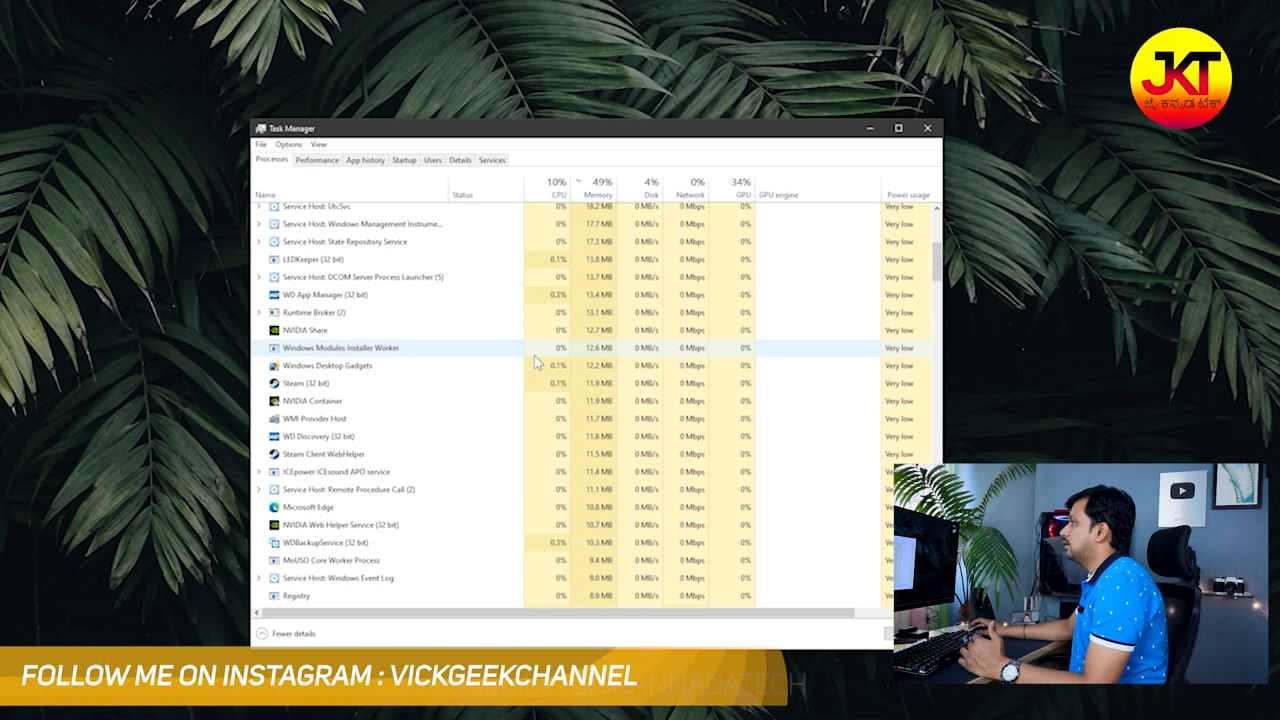 JKT
ಜೈ ಕನ್ನಡ ಟೆಕ್
Task Manager
File Options View
Processes Performance App history Startup Users Details Services
10% 49% 4% 0% 34%
Name Status CPU Memory Disk Network GPU GPU engine Power usage
Service Host: UtcSvc 0% 18.2 MB 0 MB/s 0 Mbps 0% Very low
Service Host: Windows Management Instrume... 0% 17.7 MB 0 MB/s 0 Mbps 0% Very low
Service Host: State Repository Service 0% 17.3 MB 0 MB/s 0 Mbps 0% Very low
LEDKeeper (32 bit) 0.1% 13.8 MB 0 MB/s 0 Mbps 0% Very low
Service Host: DCOM Server Process Launcher (5) 0% 13.7 MB 0 MB/s 0 Mbps 0% Very low
WD App Manager (32 bit) 0.3% 13.4 MB 0 MB/s 0 Mbps 0% Very low
Runtime Broker (2) 0% 13.1 MB 0 MB/s 0 Mbps 0% Very low
NVIDIA Share 0% 12.7 MB 0 MB/s 0 Mbps 0% Very low
Windows Modules Installer Worker 0% 12.6 MB 0 MB/s 0 Mbps 0% Very low
Windows Desktop Gadgets 0.1% 12.2 MB 0 MB/s 0 Mbps 0% Very low
Steam (32 bit) 0.1% 11.9 MB 0 MB/s 0 Mbps 0% Very low
NVIDIA Container 0% 11.9 MB 0 MB/s 0 Mbps 0% Very low
WMI Provider Host 0% 11.7 MB 0 MB/s 0 Mbps 0% Very low
WD Discovery (32 bit) 0% 11.6 MB 0 MB/s 0 Mbps 0% Very low
Steam Client WebHelper 0% 11.5 MB 0 MB/s 0 Mbps 0% Very low
ICEpower ICEsound APO service 0% 11.4 MB 0 MB/s 0 Mbps 0%
Service Host: Remote Procedure Call (2) 0% 11.1 MB 0 MB/s 0 Mbps 0%
Microsoft Edge 0% 10.8 MB 0 MB/s 0 Mbps 0%
NVIDIA Web Helper Service (32 bit) 0% 10.7 MB 0 MB/s 0 Mbps 0%
WDBackupService (32 bit) 0.3% 10.3 MB 0 MB/s 0 Mbps 0%
MoUSO Core Worker Process 0% 9.4 MB 0 MB/s 0 Mbps 0%
Service Host: Windows Event Log 0% 9.0 MB 0 MB/s 0 Mbps 0%
Registry 0% 8.9 MB 0 MB/s 0 Mbps 0%
Fewer details
FOLLOW ME ON INSTAGRAM : VICKGEEKCHANNEL